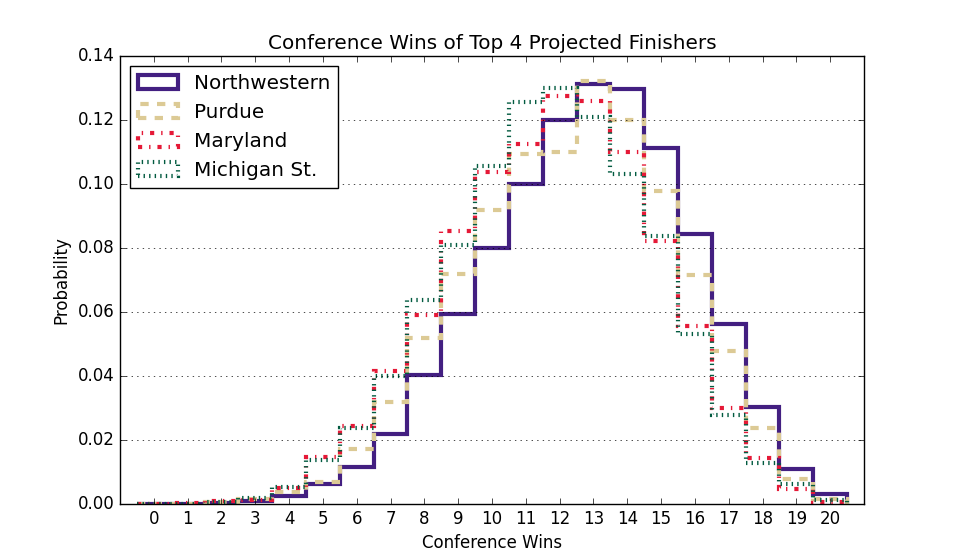 Conference Wins of Top 4 Projected Finishers
0.14
0.12
0.10
0.08
0.06
0.04
0.02
0.00
Probability
Northwestern
Purdue
Maryland
Michigan St.
0 1 2 3 4 5 6 7 8 9 10 11 12 13 14 15 16 17 18 19 20
Conference Wins